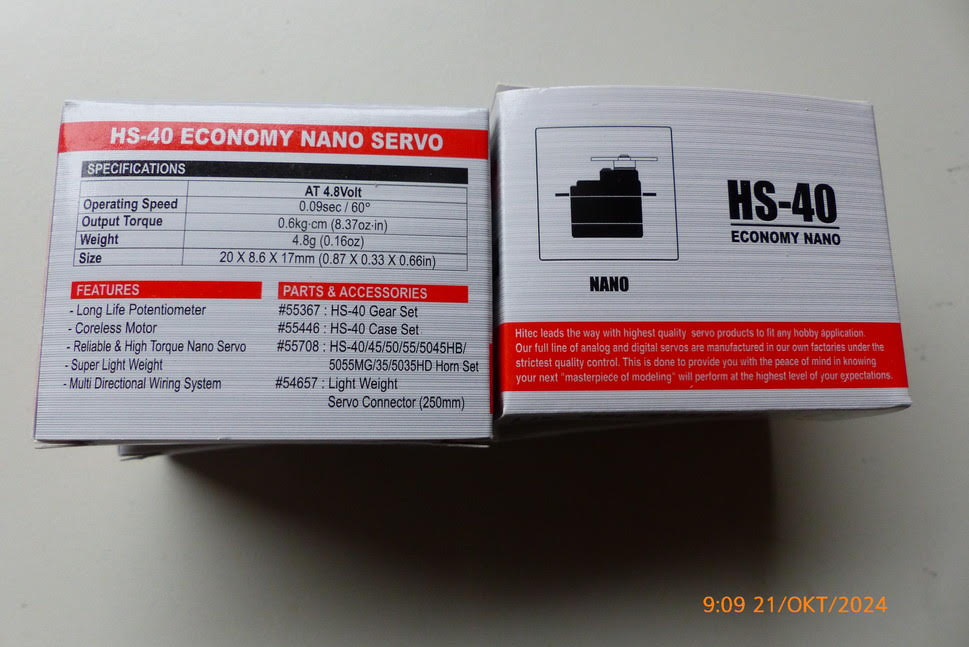 HS-40 ECONOMY NANO SERVO
SPECIFICATIONS
AT 4.8Volt
Operating Speed 0.09sec / 60°
Output Torque 0.6kg·cm (8.37oz·in)
Weight 4.8g (0.16oz)
Size 20 X 8.6 X 17mm (0.87 X 0.33 X 0.66in)
FEATURES
- Long Life Potentiometer
- Coreless Motor
- Reliable & High Torque Nano Servo
- Super Light Weight
- Multi Directional Wiring System
PARTS & ACCESSORIES
#55367 : HS-40 Gear Set
#55446 : HS-40 Case Set
#55708 : HS-40/45/50/55/5045HB/
5055MG/35/5035HD Horn Set
#54657 : Light Weight
Servo Connector (250mm)
NANO
HS-40
ECONOMY NANO
Hitec leads the way with highest quality servo products to fit any hobby application.
Our full line of analog and digital servos are manufactured in our own factories under the
strictest quality control. This is done to provide you with the peace of mind in knowing
your next "masterpiece of modeling" will perform at the highest level of your expectations.
9:09 21/OKT/2024